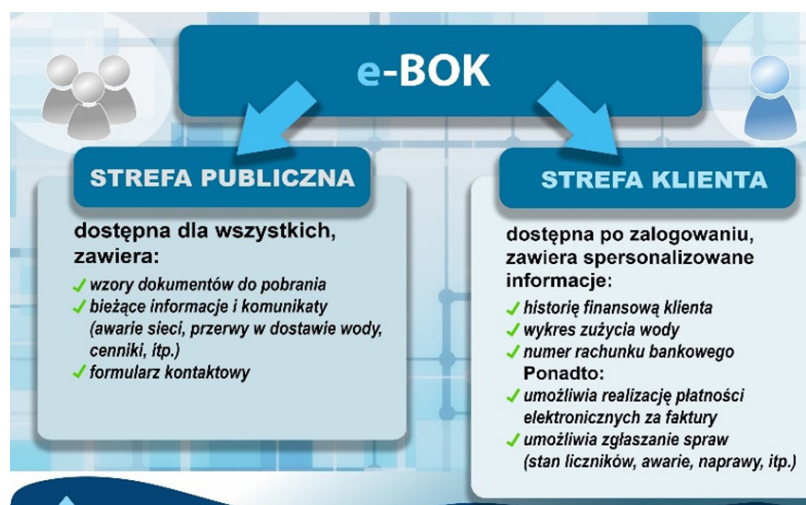 e-BOK
STREFA PUBLICZNA
dostępna dla wszystkich,
zawiera:
wzory dokumentów do pobrania
bieżące informacje i komunikaty
(awarie sieci, przerwy w dostawie wody,
cenniki, itp.)
formularz kontaktowy
STREFA KLIENTA
dostępna po zalogowaniu,
zawiera spersonalizowane
informacje:
historię finansową klienta
wykres zużycia wody
numer rachunku bankowego
Ponadto:
umożliwia realizację płatności
elektronicznych za faktury
umożliwia zgłaszanie spraw
(stan liczników, awarie, naprawy, itp.)